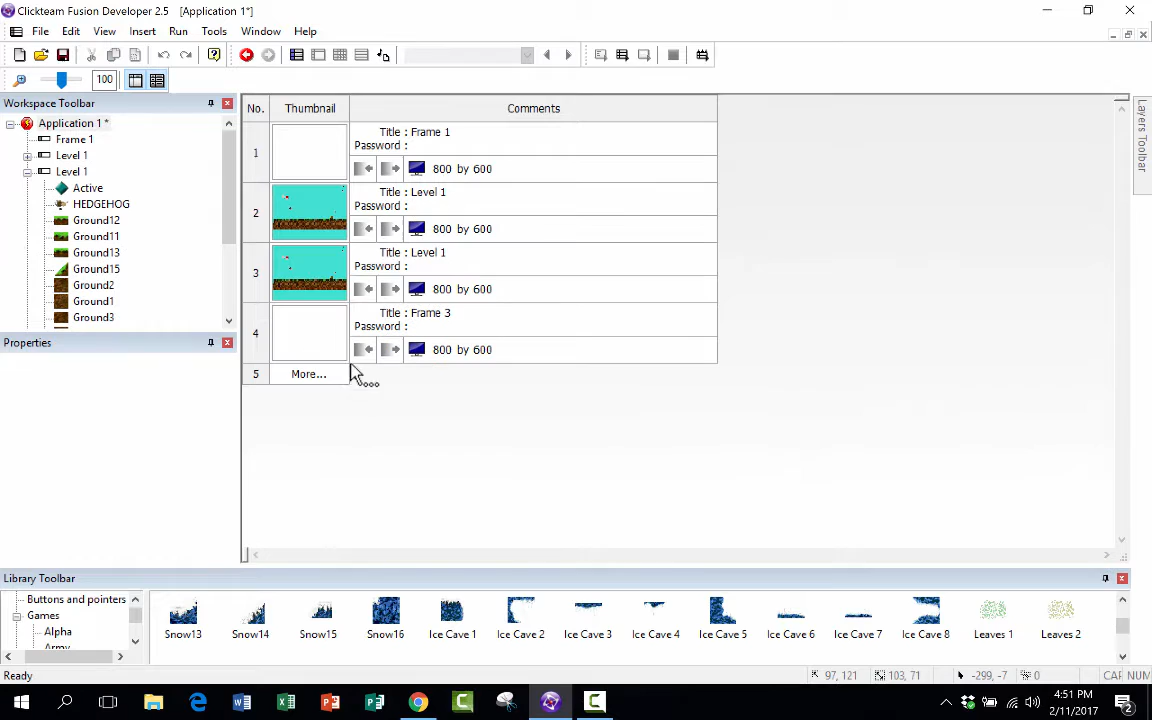 Clickteam Fusion Developer 2.5 [Application 1*]
File Edit View Insert Run Tools Window Help
100
Workspace Toolbar
Application 1 *
Frame 1
Level 1
Level 1
Active
HEDGEHOG
Ground12
Ground11
Ground13
Ground15
Ground2
Ground1
Ground3
Properties
No. Thumbnail Comments
1 Title : Frame 1
Password :
800 by 600
2 Title : Level 1
Password :
800 by 600
3 Title : Level 1
Password :
800 by 600
4 Title : Frame 3
Password :
800 by 600
5 More...
Layers Toolbar
Library Toolbar
Buttons and pointers
Games
Alpha
Army
Snow13 Snow14 Snow15 Snow16 Ice Cave 1 Ice Cave 2 Ice Cave 3 Ice Cave 4 Ice Cave 5 Ice Cave 6 Ice Cave 7 Ice Cave 8 Leaves 1 Leaves 2
Ready 97, 121 103, 71 -299, -7 0 CAP NUM
4:51 PM
2/11/2017
2